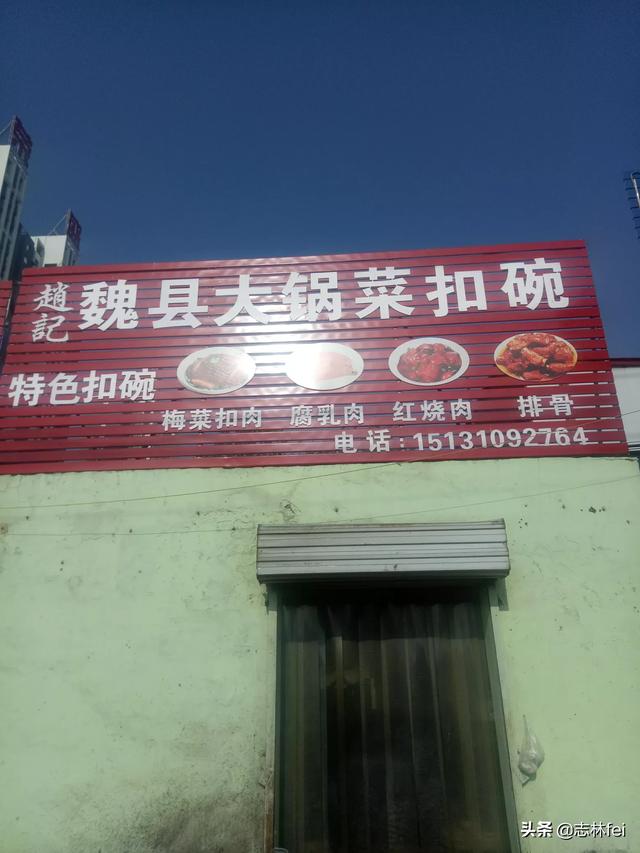 趙記
魏县大锅菜扣碗
特色扣碗
梅菜扣肉 腐乳肉 红烧肉 排骨
电话:15131092764
头条 @志林fei